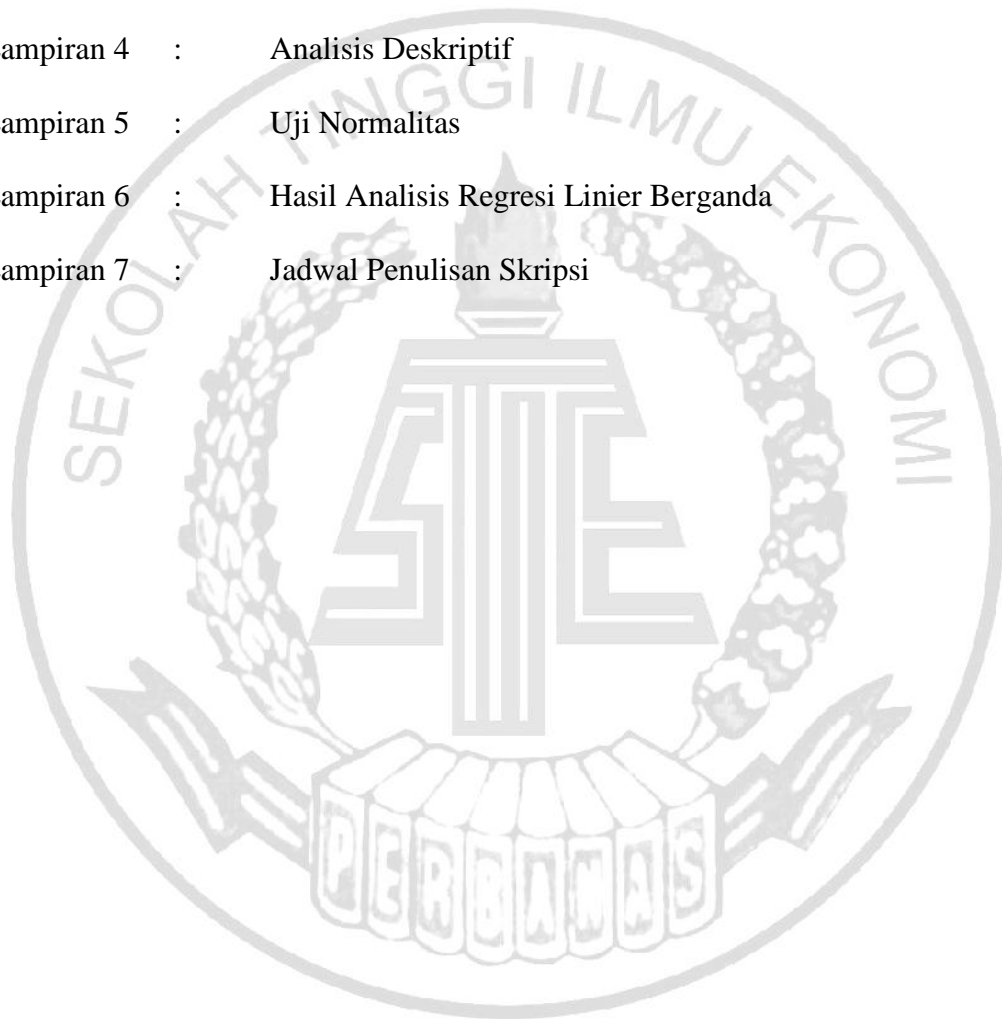 ampiran 4 : Analisis Deskriptif
ampiran 5 : Uji Normalitas
ampiran 6 : Hasil Analisis Regresi Linier Berganda
ampiran 7 : Jadwal Penulisan Skripsi
SEKOLAH TINGGI ILMU EKONOMI
STIE
PERBANAS